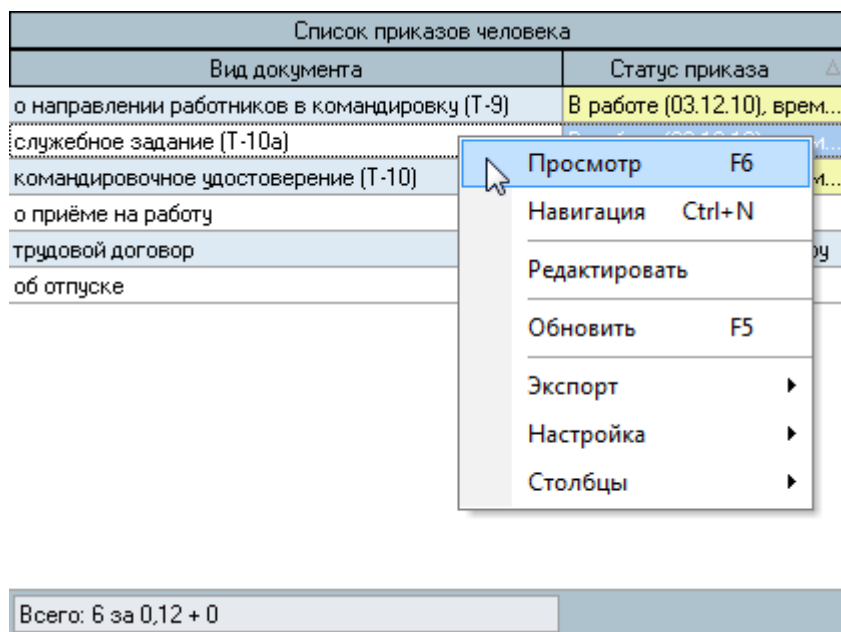 Список приказов человека
Вид документа Статус приказа
о направлении работников в командировку (Т-9) В работе (03.12.10), врем...
служебное задание (Т-10а)
командировочное удостоверение (Т-10)
о приёме на работу
трудовой договор
об отпуске
Просмотр F6
Навигация Ctrl+N
Редактировать
Обновить F5
Экспорт
Настройка
Столбцы
Всего: 6 за 0,12 + 0